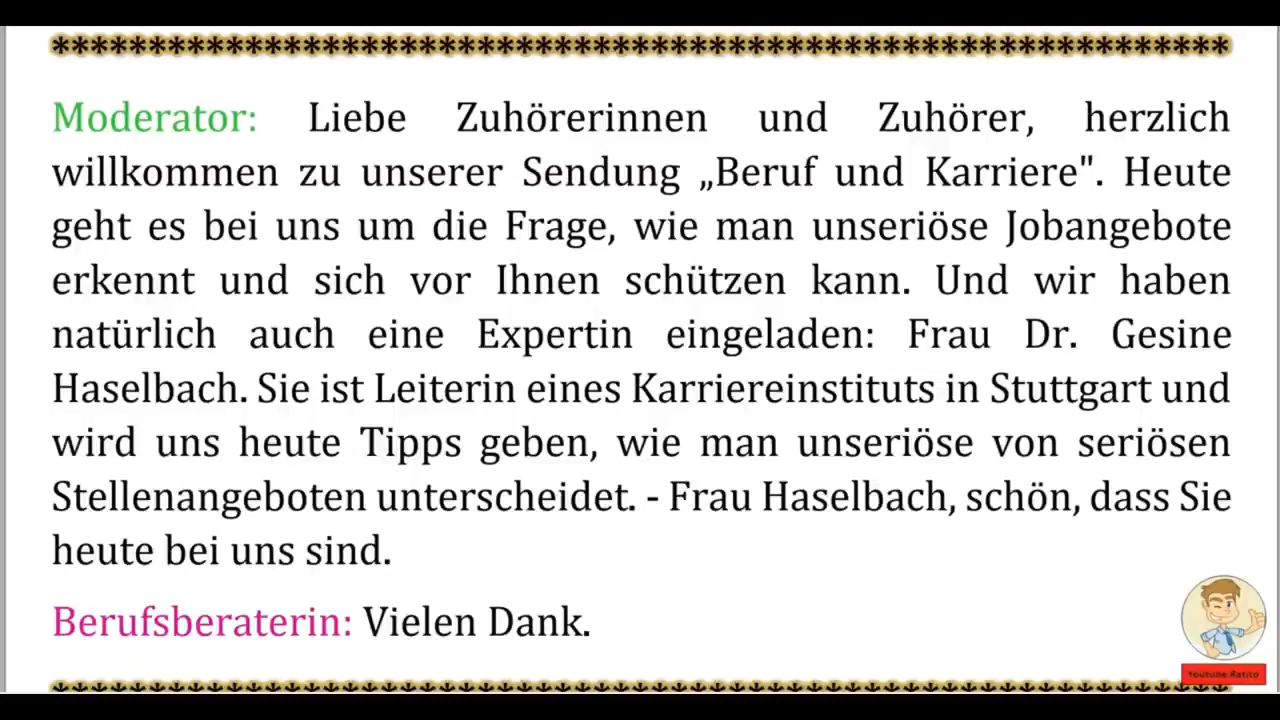 ************************************************************
Moderator: Liebe Zuhörerinnen und Zuhörer, herzlich
willkommen zu unserer Sendung „Beruf und Karriere". Heute
geht es bei uns um die Frage, wie man unseriöse Jobangebote
erkennt und sich vor Ihnen schützen kann. Und wir haben
natürlich auch eine Expertin eingeladen: Frau Dr. Gesine
Haselbach. Sie ist Leiterin eines Karriereinstituts in Stuttgart und
wird uns heute Tipps geben, wie man unseriöse von seriösen
Stellenangeboten unterscheidet. - Frau Haselbach, schön, dass Sie
heute bei uns sind.
Berufsberaterin: Vielen Dank.
Youtube Ratito
************************************************************